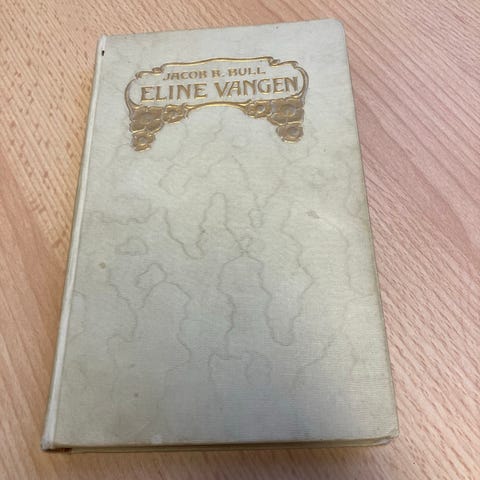 JACOB B. BULL
ELINE VANGEN